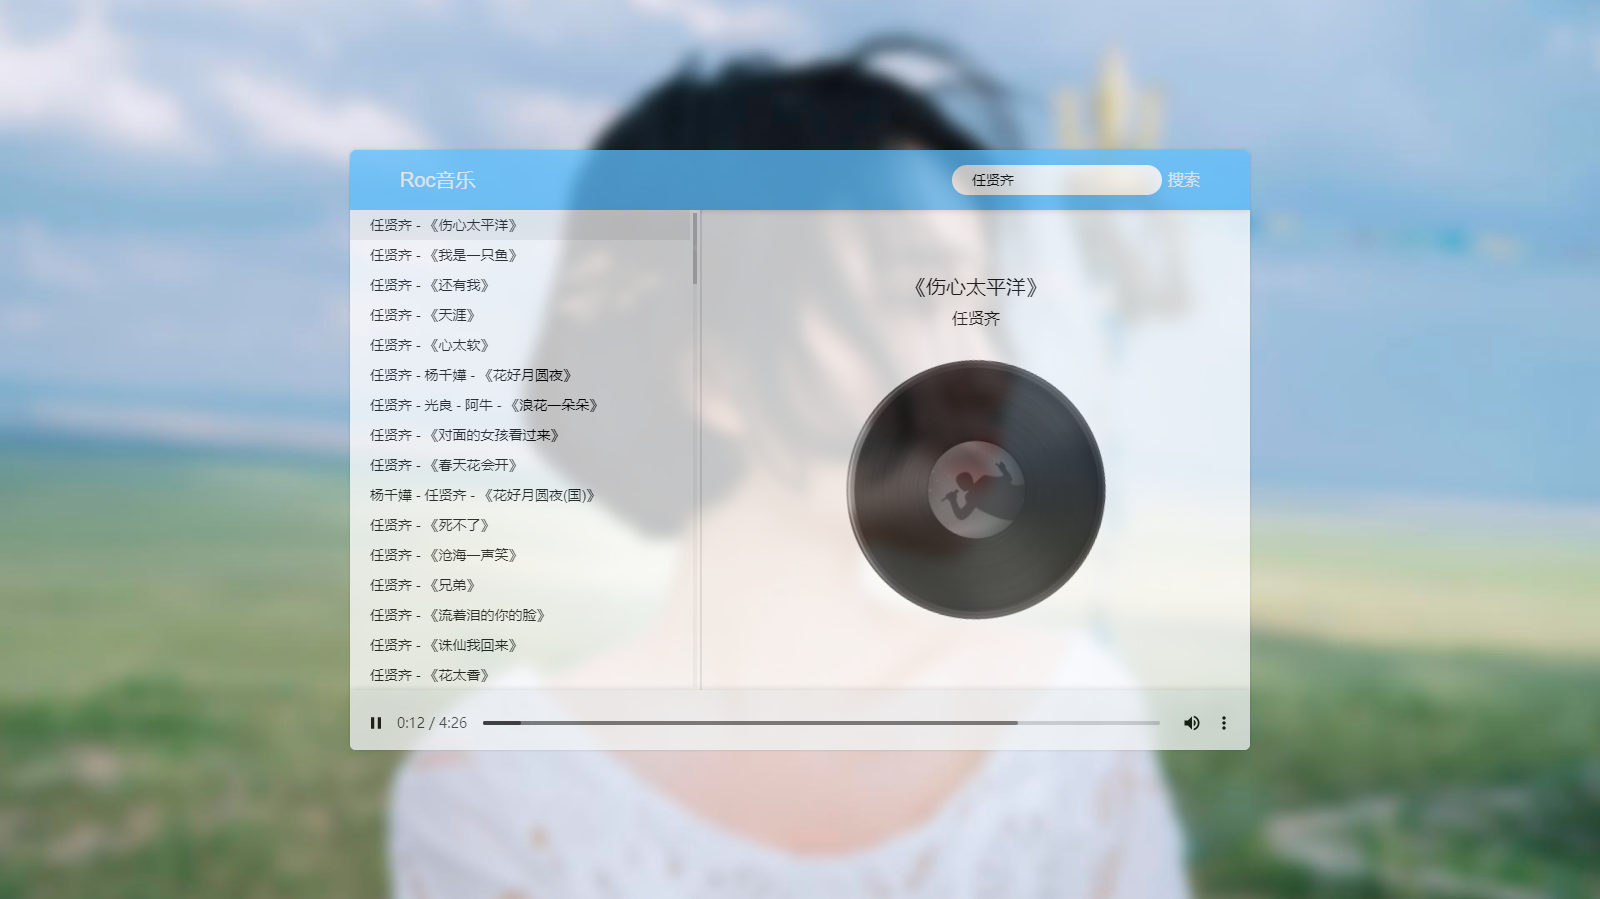 Roc音乐
任贤齐
搜索
任贤齐 - 《伤心太平洋》
任贤齐 - 《我是一只鱼》
任贤齐 - 《还有我》
任贤齐 - 《天涯》
任贤齐 - 《心太软》
任贤齐 - 杨千嬅 - 《花好月圆夜》
任贤齐 - 光良 - 阿牛 - 《浪花一朵朵》
任贤齐 - 《对面的女孩看过来》
任贤齐 - 《春天花会开》
杨千嬅 - 任贤齐 - 《花好月圆夜(国)》
任贤齐 - 《死不了》
任贤齐 - 《沧海一声笑》
任贤齐 - 《兄弟》
任贤齐 - 《流着泪的你的脸》
任贤齐 - 《诛仙我回来》
任贤齐 - 《花太香》
《伤心太平洋》
任贤齐
0:12 / 4:26